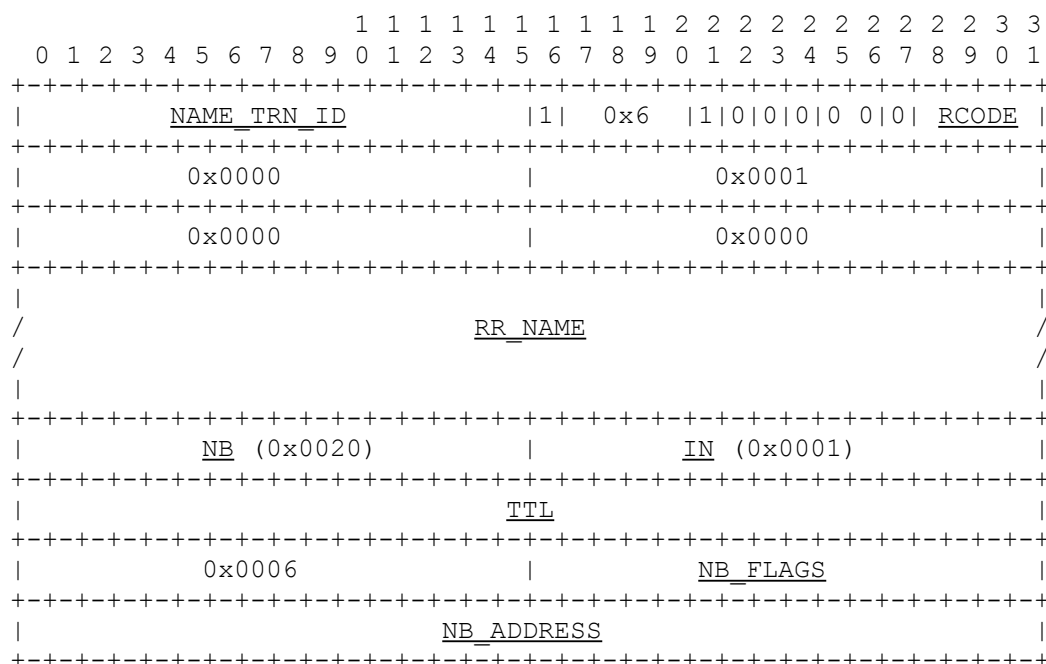 1 1 1 1 1 1 1 1 1 1 2 2 2 2 2 2 2 2 2 2 3 3
  0 1 2 3 4 5 6 7 8 9 0 1 2 3 4 5 6 7 8 9 0 1 2 3 4 5 6 7 8 9 0 1
+-+-+-+-+-+-+-+-+-+-+-+-+-+-+-+-+-+-+-+-+-+-+-+-+-+-+-+-+-+-+-+-+
|          NAME_TRN_ID            |1|  0x6  |1|0|0|0|0 0|0| RCODE |
+-+-+-+-+-+-+-+-+-+-+-+-+-+-+-+-+-+-+-+-+-+-+-+-+-+-+-+-+-+-+-+-+
|           0x0000                |            0x0001              |
+-+-+-+-+-+-+-+-+-+-+-+-+-+-+-+-+-+-+-+-+-+-+-+-+-+-+-+-+-+-+-+-+
|           0x0000                |            0x0000              |
+-+-+-+-+-+-+-+-+-+-+-+-+-+-+-+-+-+-+-+-+-+-+-+-+-+-+-+-+-+-+-+-+
|                                                                 |
/                             RR_NAME                             /
/                                                                 /
|                                                                 |
+-+-+-+-+-+-+-+-+-+-+-+-+-+-+-+-+-+-+-+-+-+-+-+-+-+-+-+-+-+-+-+-+
|            NB (0x0020)          |          IN (0x0001)           |
+-+-+-+-+-+-+-+-+-+-+-+-+-+-+-+-+-+-+-+-+-+-+-+-+-+-+-+-+-+-+-+-+
|                               TTL                               |
+-+-+-+-+-+-+-+-+-+-+-+-+-+-+-+-+-+-+-+-+-+-+-+-+-+-+-+-+-+-+-+-+
|            0x0006               |           NB_FLAGS             |
+-+-+-+-+-+-+-+-+-+-+-+-+-+-+-+-+-+-+-+-+-+-+-+-+-+-+-+-+-+-+-+-+
|                           NB_ADDRESS                            |
+-+-+-+-+-+-+-+-+-+-+-+-+-+-+-+-+-+-+-+-+-+-+-+-+-+-+-+-+-+-+-+-+